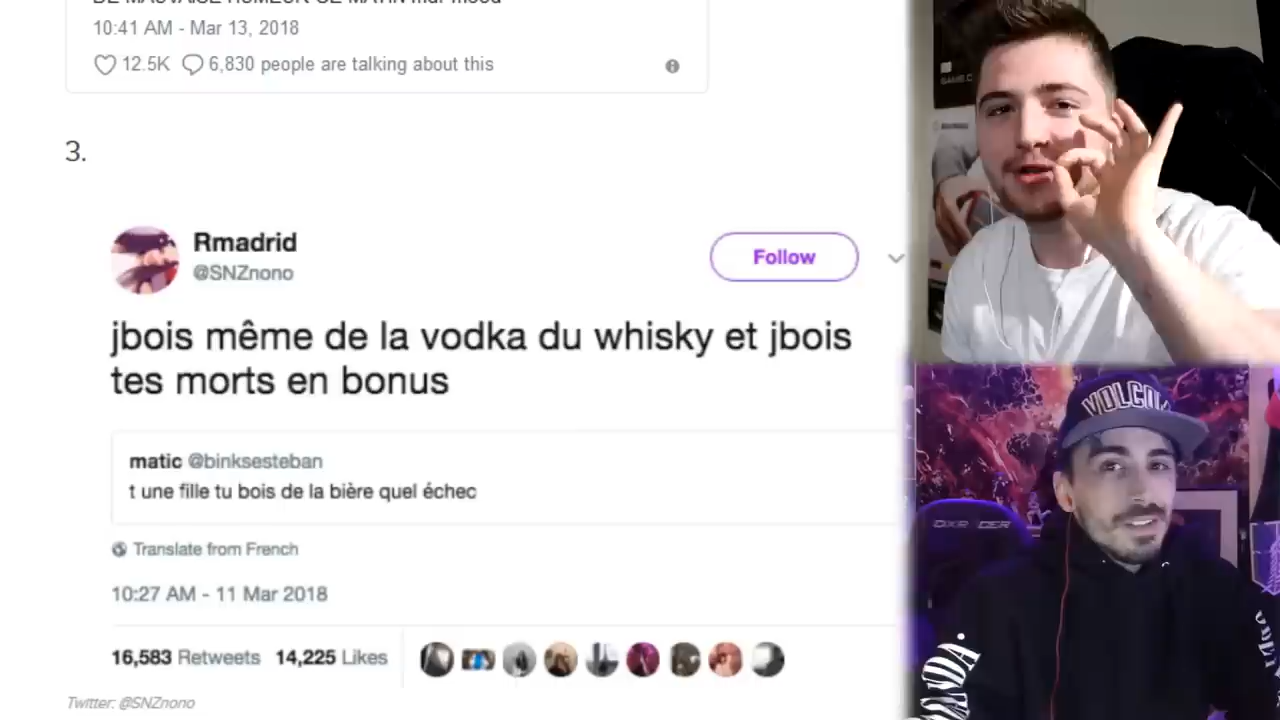 10:41 AM - Mar 13, 2018
12.5K 6,830 people are talking about this
3.
Rmadrid
@SNZnono
Follow
jbois même de la vodka du whisky et jbois
tes morts en bonus
matic @binksesteban
t une fille tu bois de la bière quel échec
Translate from French
10:27 AM - 11 Mar 2018
16,583 Retweets 14,225 Likes
Twitter: @SNZnono
GAME C
VOLCO
ANDA.